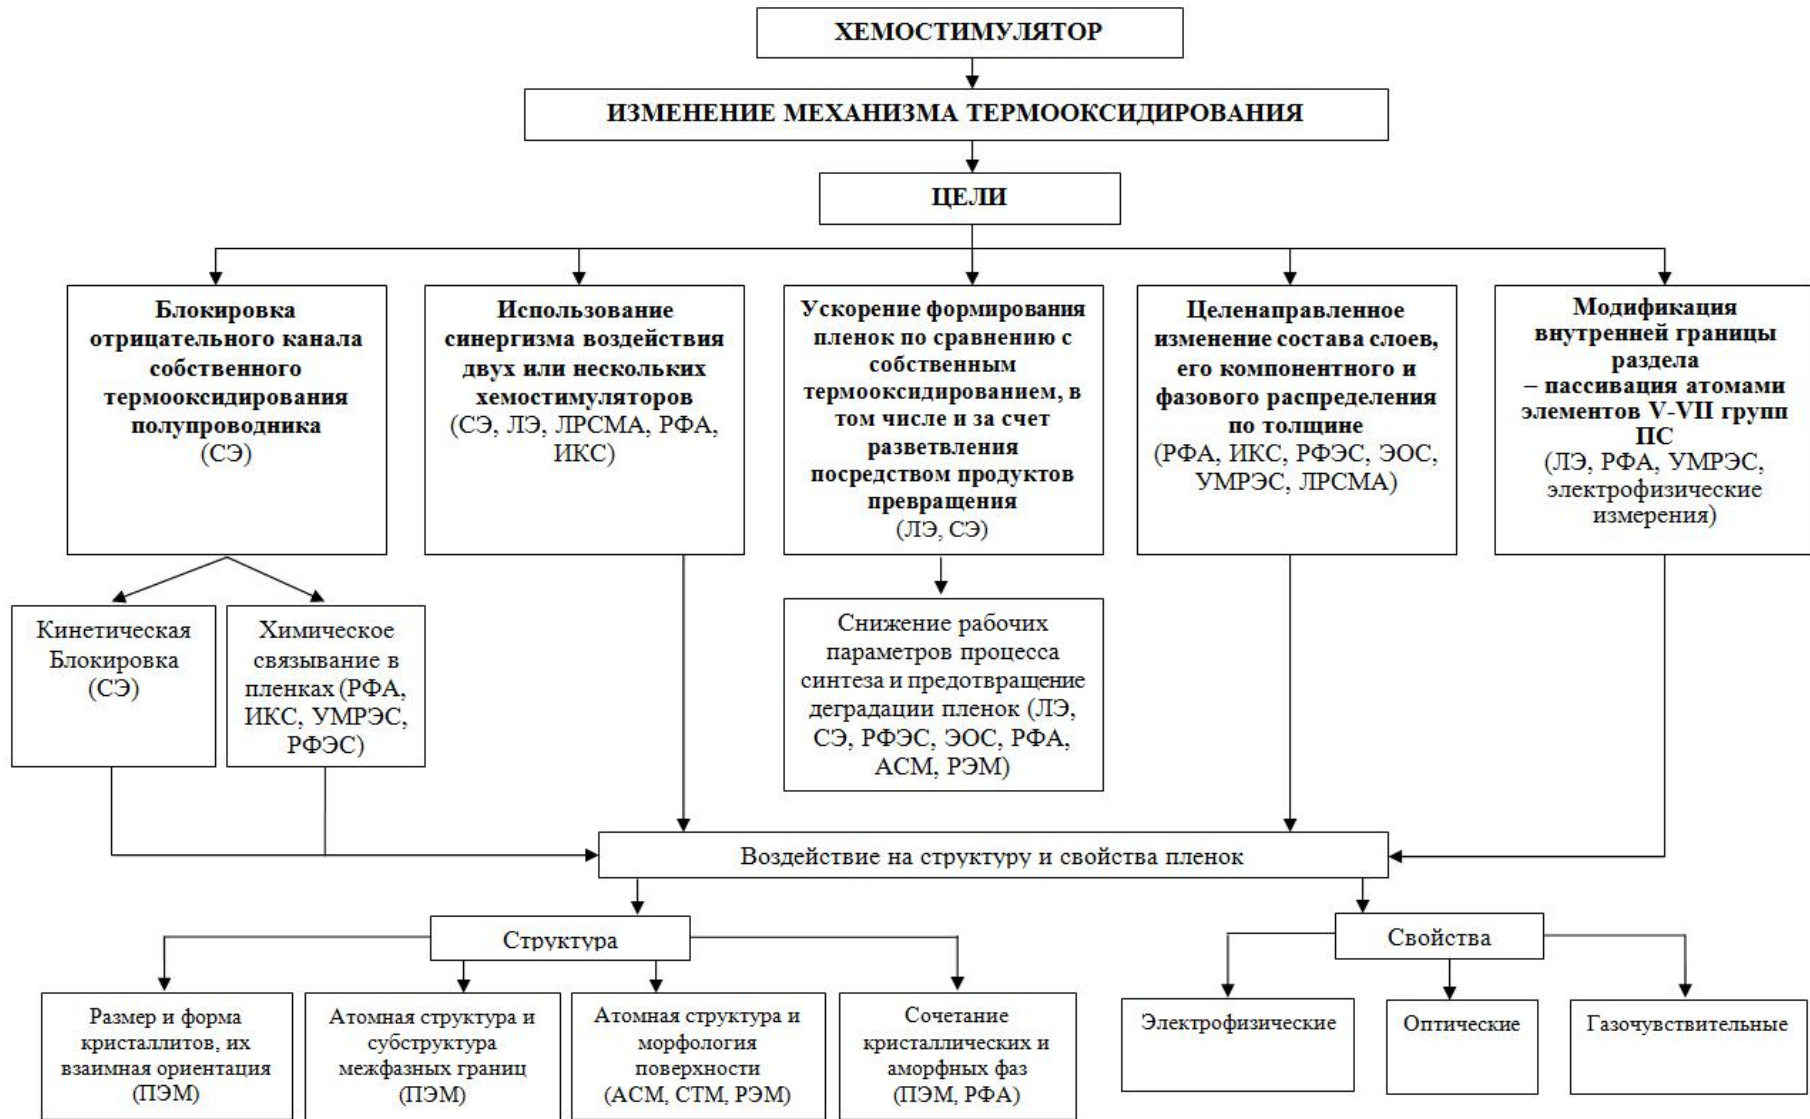 ХЕМОСТИМУЛЯТОР
ИЗМЕНЕНИЕ МЕХАНИЗМА ТЕРМООКСИДИРОВАНИЯ
ЦЕЛИ
Блокировка
отрицательного канала
собственного
термооксидирования
полупроводника
(СЭ)
Использование
синергизма воздействия
двух или нескольких
хемостимуляторов
(СЭ, ЛЭ, ЛРСМА, РФА,
ИКС)
Ускорение формирования
пленок по сравнению с
собственным
термооксидированием, в
том числе и за счет
разветвления
посредством продуктов
превращения
(ЛЭ, СЭ)
Целенаправленное
изменение состава слоев,
его компонентного и
фазового распределения
по толщине
(РФА, ИКС, РФЭС, ЭОС,
УМРЭС, ЛРСМА)
Модификация
внутренней границы
раздела
– пассивация атомами
элементов V-VII групп
ПС
(ЛЭ, РФА, УМРЭС,
электрофизические
измерения)
Кинетическая
Блокировка
(СЭ)
Химическое
связывание в
пленках (РФА,
ИКС, УМРЭС,
РФЭС)
Снижение рабочих
параметров процесса
синтеза и предотвращение
деградации пленок (ЛЭ,
СЭ, РФЭС, ЭОС, РФА,
АСМ, РЭМ)
Воздействие на структуру и свойства пленок
Структура
Свойства
Размер и форма
кристаллитов, их
взаимная ориентация
(ПЭМ)
Атомная структура и
субструктура
межфазных границ
(ПЭМ)
Атомная структура и
морфология
поверхности
(АСМ, СТМ, РЭМ)
Сочетание
кристаллических и
аморфных фаз
(ПЭМ, РФА)
Электрофизические
Оптические
Газочувствительные